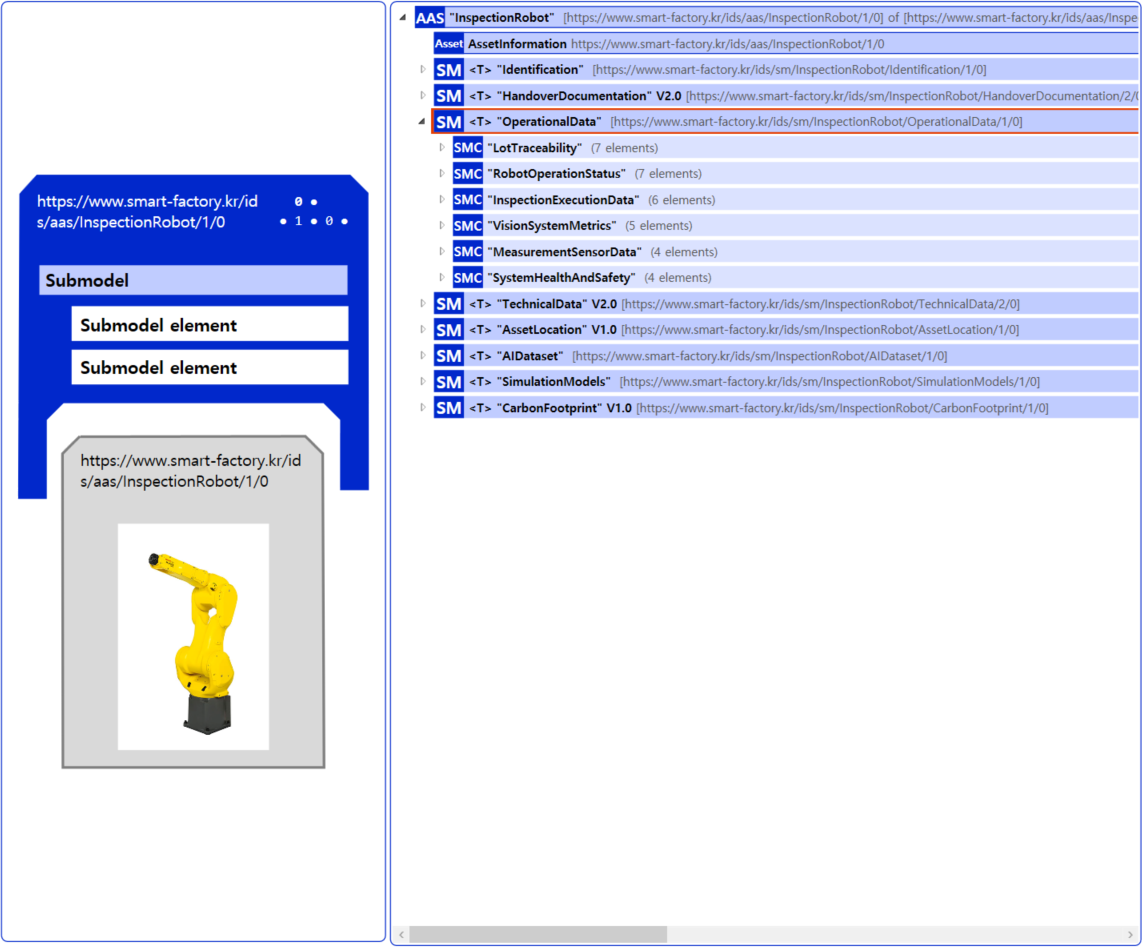 https://www.smart-factory.kr/id
s/aas/InspectionRobot/1/0
0 •
• 1 • 0 •
Submodel
Submodel element
Submodel element
https://www.smart-factory.kr/id
s/aas/InspectionRobot/1/0
AAS "InspectionRobot" [https://www.smart-factory.kr/ids/aas/InspectionRobot/1/0] of [https://www.smart-factory.kr/ids/aas/Inspe
Asset AssetInformation https://www.smart-factory.kr/ids/aas/InspectionRobot/1/0
SM <T> "Identification" [https://www.smart-factory.kr/ids/sm/InspectionRobot/Identification/1/0]
SM <T> "HandoverDocumentation" V2.0 [https://www.smart-factory.kr/ids/sm/InspectionRobot/HandoverDocumentation/2/0
SM <T> "OperationalData" [https://www.smart-factory.kr/ids/sm/InspectionRobot/OperationalData/1/0]
SMC "LotTraceability" (7 elements)
SMC "RobotOperationStatus" (7 elements)
SMC "InspectionExecutionData" (6 elements)
SMC "VisionSystemMetrics" (5 elements)
SMC "MeasurementSensorData" (4 elements)
SMC "SystemHealthAndSafety" (4 elements)
SM <T> "TechnicalData" V2.0 [https://www.smart-factory.kr/ids/sm/InspectionRobot/TechnicalData/2/0]
SM <T> "AssetLocation" V1.0 [https://www.smart-factory.kr/ids/sm/InspectionRobot/AssetLocation/1/0]
SM <T> "AIDataset" [https://www.smart-factory.kr/ids/sm/InspectionRobot/AIDataset/1/0]
SM <T> "SimulationModels" [https://www.smart-factory.kr/ids/sm/InspectionRobot/SimulationModels/1/0]
SM <T> "CarbonFootprint" V1.0 [https://www.smart-factory.kr/ids/sm/InspectionRobot/CarbonFootprint/1/0]